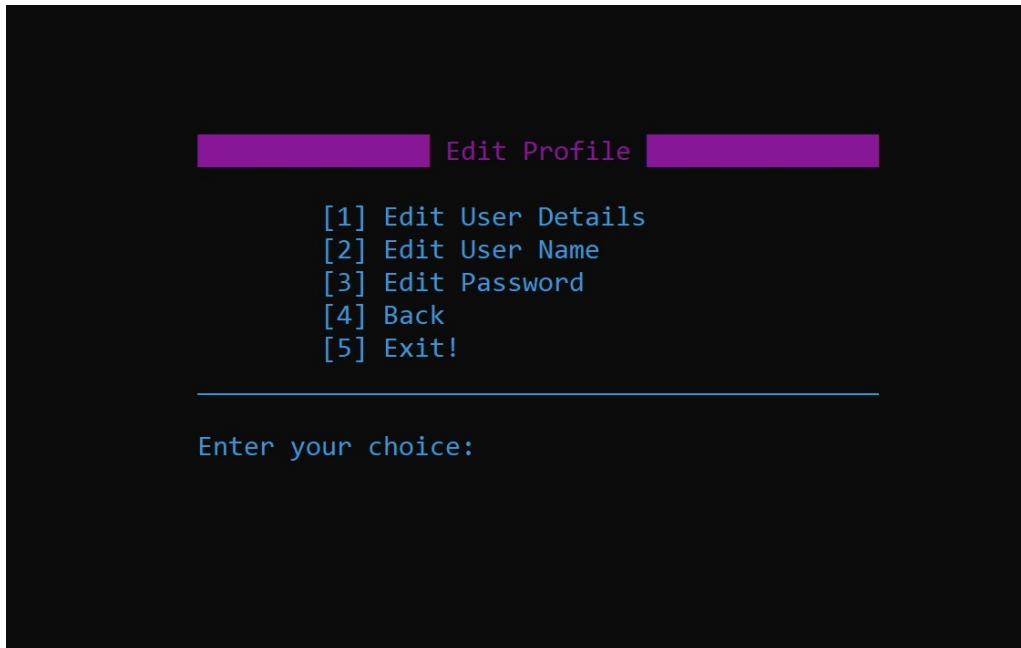 Edit Profile
[1] Edit User Details
[2] Edit User Name
[3] Edit Password
[4] Back
[5] Exit!
Enter your choice: